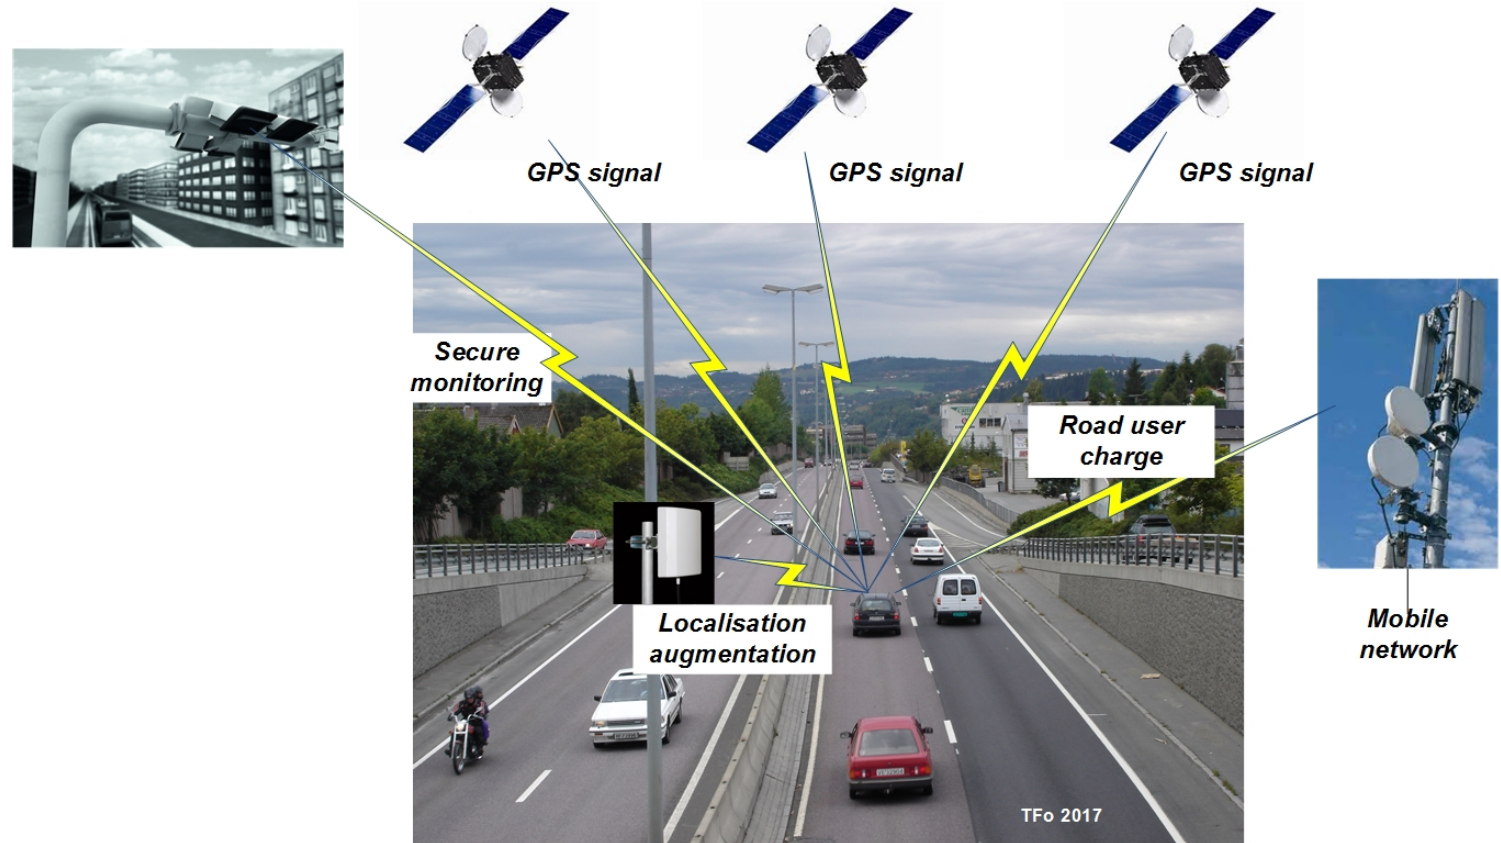 GPS signal
GPS signal
GPS signal
Secure
monitoring
Road user
charge
Localisation
augmentation
Mobile
network
TFo 2017